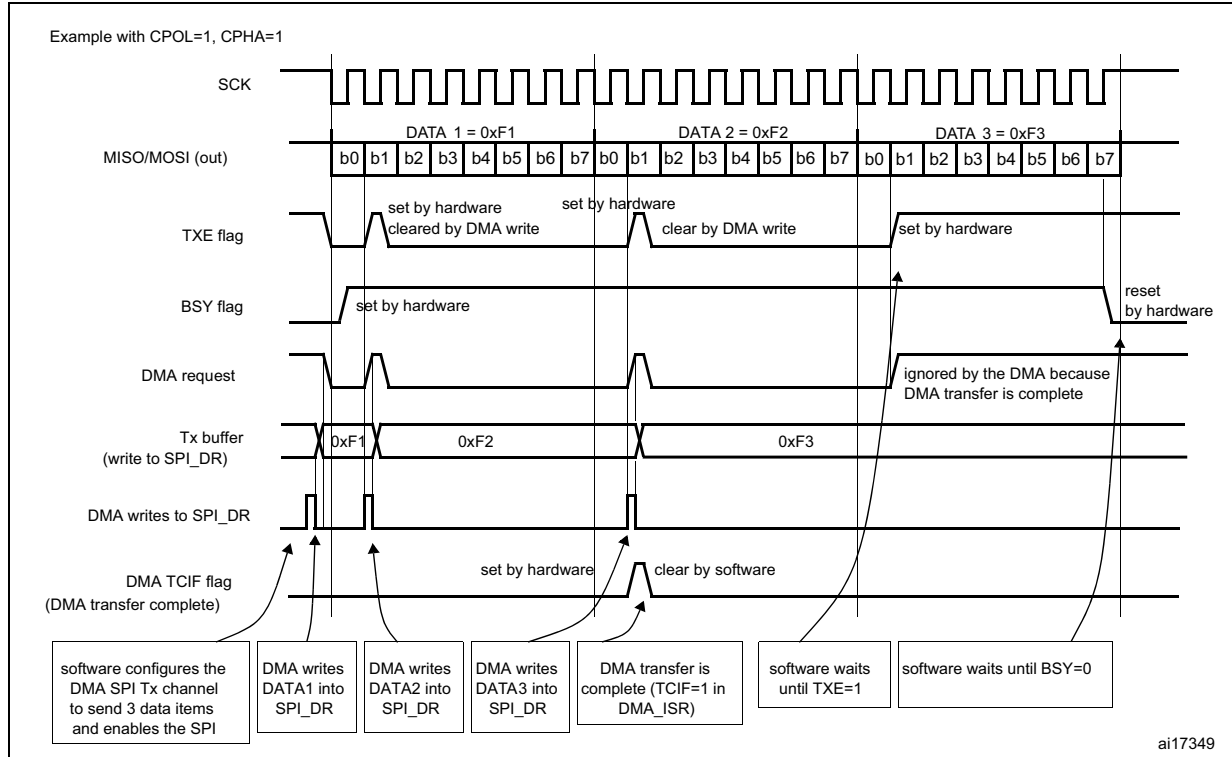 Example with CPOL=1, CPHA=1
SCK
DATA 1 = 0xF1
DATA 2 = 0xF2
DATA 3 = 0xF3
MISO/MOSI (out)
b0 b1 b2 b3 b4 b5 b6 b7 b0 b1 b2 b3 b4 b5 b6 b7 b0 b1 b2 b3 b4 b5 b6 b7
TXE flag
set by hardware
cleared by DMA write
set by hardware
clear by DMA write
set by hardware
BSY flag
set by hardware
reset
by hardware
DMA request
ignored by the DMA because
DMA transfer is complete
Tx buffer
(write to SPI_DR)
0xF1
0xF2
0xF3
DMA writes to SPI_DR
DMA TCIF flag
(DMA transfer complete)
set by hardware
clear by software
software configures the
DMA SPI Tx channel
to send 3 data items
and enables the SPI
DMA writes
DATA1 into
SPI_DR
DMA writes
DATA2 into
SPI_DR
DMA writes
DATA3 into
SPI_DR
DMA transfer is
complete (TCIF=1 in
DMA_ISR)
software waits
until TXE=1
software waits until BSY=0
ai17349